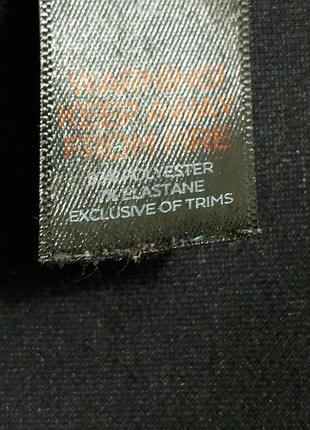 WARNING!
KEEP AWAY
FROM FIRE
POLYESTER
ELASTANE
EXCLUSIVE OF TRIMS